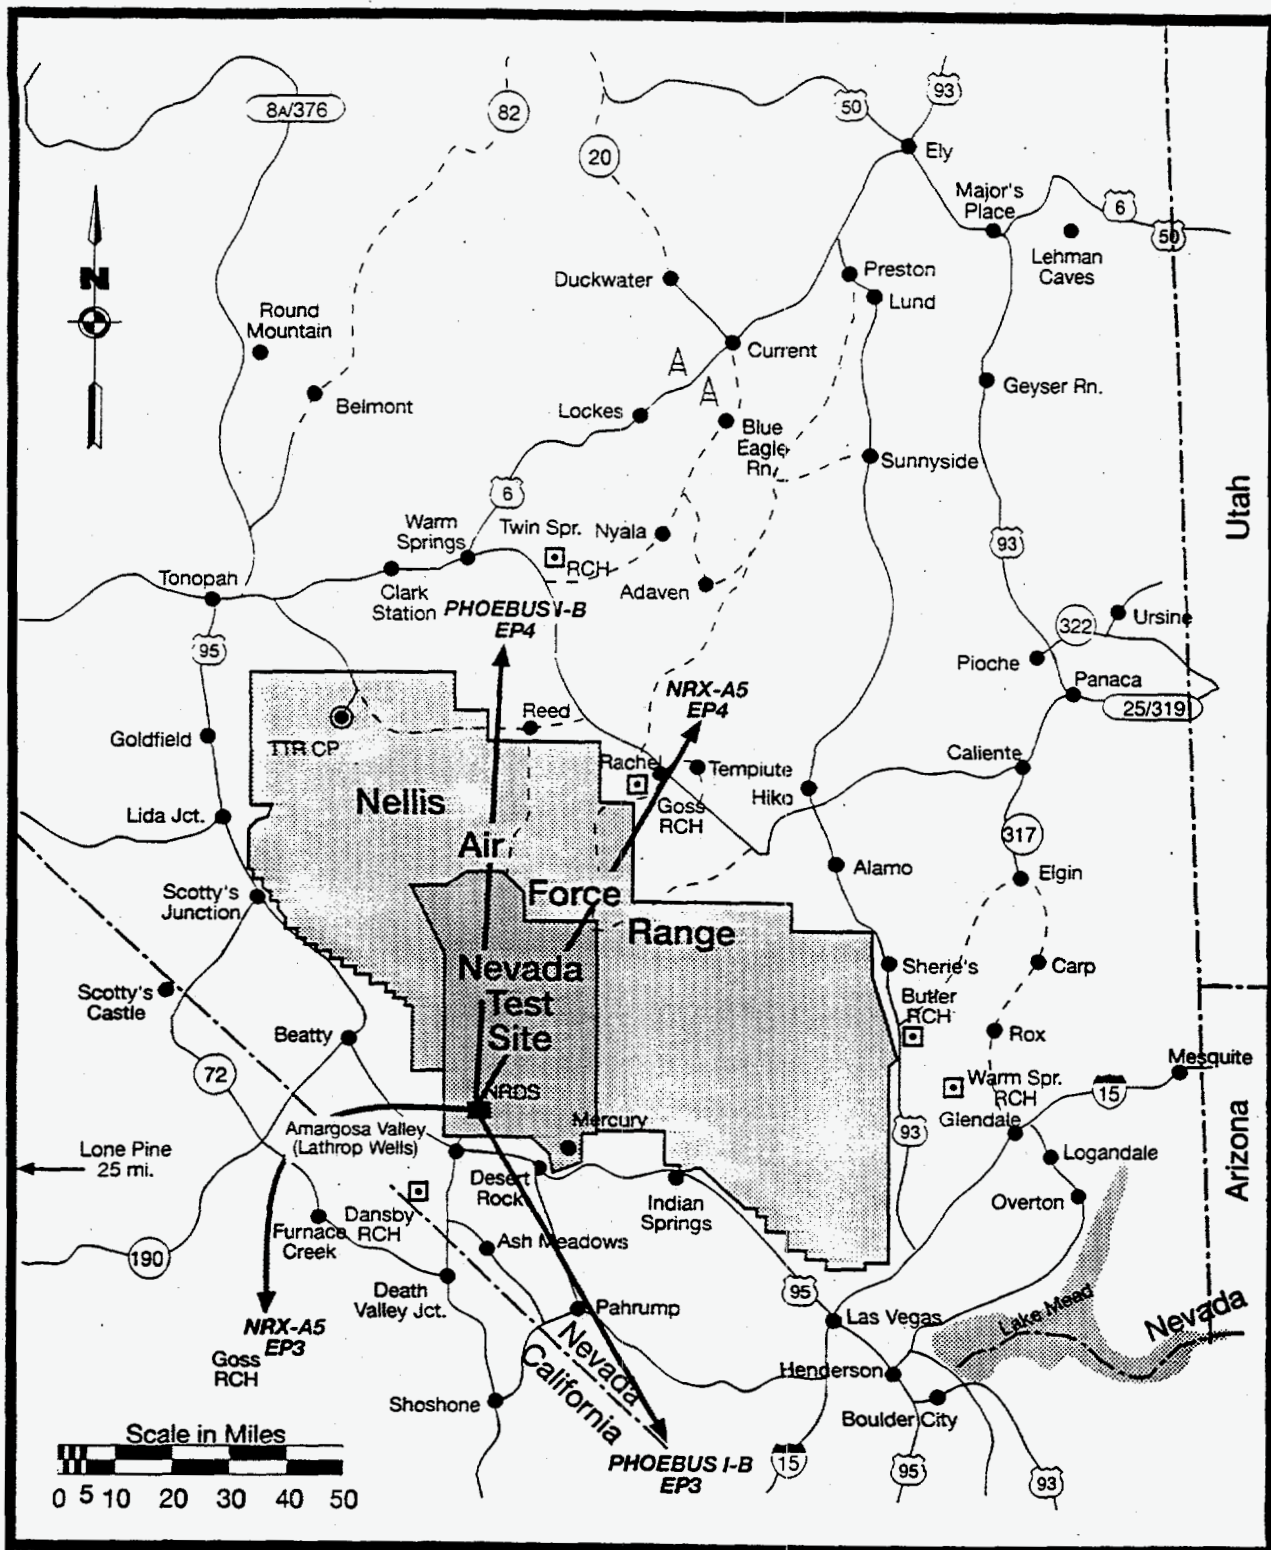 8A/376
82
20
50
93
Ely
Major's
Place
6
50
Lehman
Caves
N
Duckwater
Preston
Lund
Round
Mountain
Current
Geyser Rn.
Belmont
Lockes
Blue
Eagle
Rn.
Sunnyside
Utah
6
Warm
Springs
Twin Spr.
RCH
Nyala
93
Tonopah
Clark
Station
Adaven
PHOEBUS I-B
EP4
322
Ursine
95
Pioche
Panaca
NRX-A5
EP4
25/319
Reed
Goldfield
TTR CP
Rachel
Tempiute
Caliente
Nellis
Goss
RCH
Hiko
Lida Jct.
Air
317
Alamo
Elgin
Scotty's
Junction
Force
Range
Nevada
Test
Site
Sherie's
Carp
Scotty's
Castle
Butler
RCH
Beatty
Rox
Mesquite
72
NRDS
Warm Spr.
RCH
15
Amargosa Valley
(Lathrop Wells)
Mercury
Glendale
93
Arizona
Lone Pine
25 mi.
Logandale
Desert
Rock
Indian
Springs
Overton
Furnace
Creek
Dansby
RCH
Ash Meadows
190
Death
Valley Jct.
95
Pahrump
Las Vegas
Lake Mead
Nevada
NRX-A5
EP3
Goss
RCH
Nevada
California
Henderson
Shoshone
Boulder City
Scale in Miles
0 5 10 20 30 40 50
PHOEBUS I-B
EP3
15
95
93